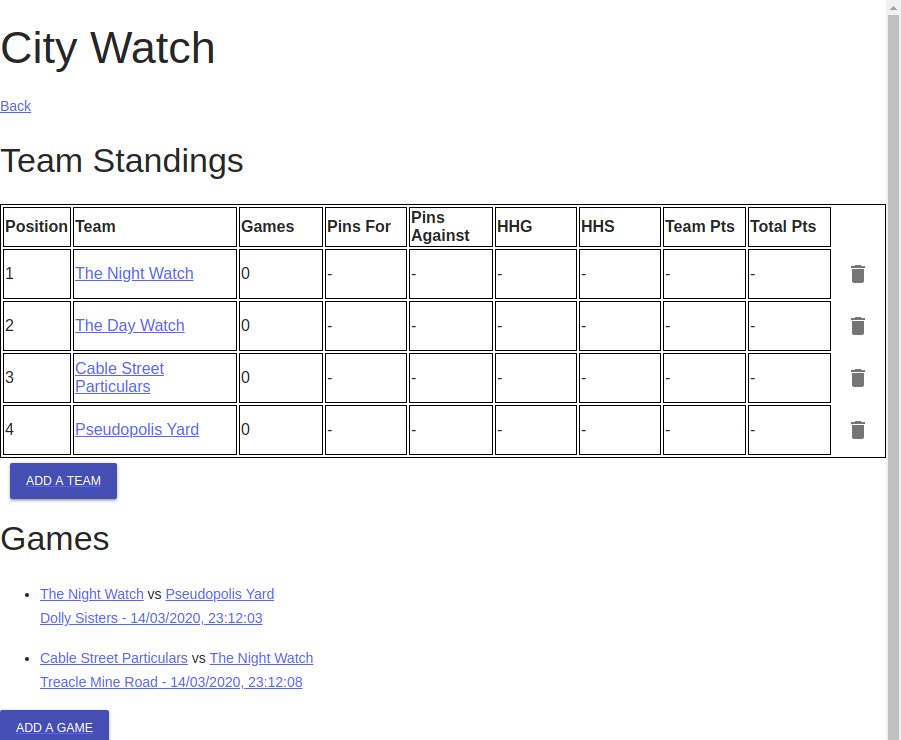 City Watch
Back
Team Standings
Position Team Games Pins For Pins Against HHG HHS Team Pts Total Pts
1 The Night Watch 0 - - - - - -
2 The Day Watch 0 - - - - - -
3 Cable Street Particulars 0 - - - - - -
4 Pseudopolis Yard 0 - - - - - -
ADD A TEAM
Games
• The Night Watch vs Pseudopolis Yard
Dolly Sisters - 14/03/2020, 23:12:03
• Cable Street Particulars vs The Night Watch
Treacle Mine Road - 14/03/2020, 23:12:08
ADD A GAME